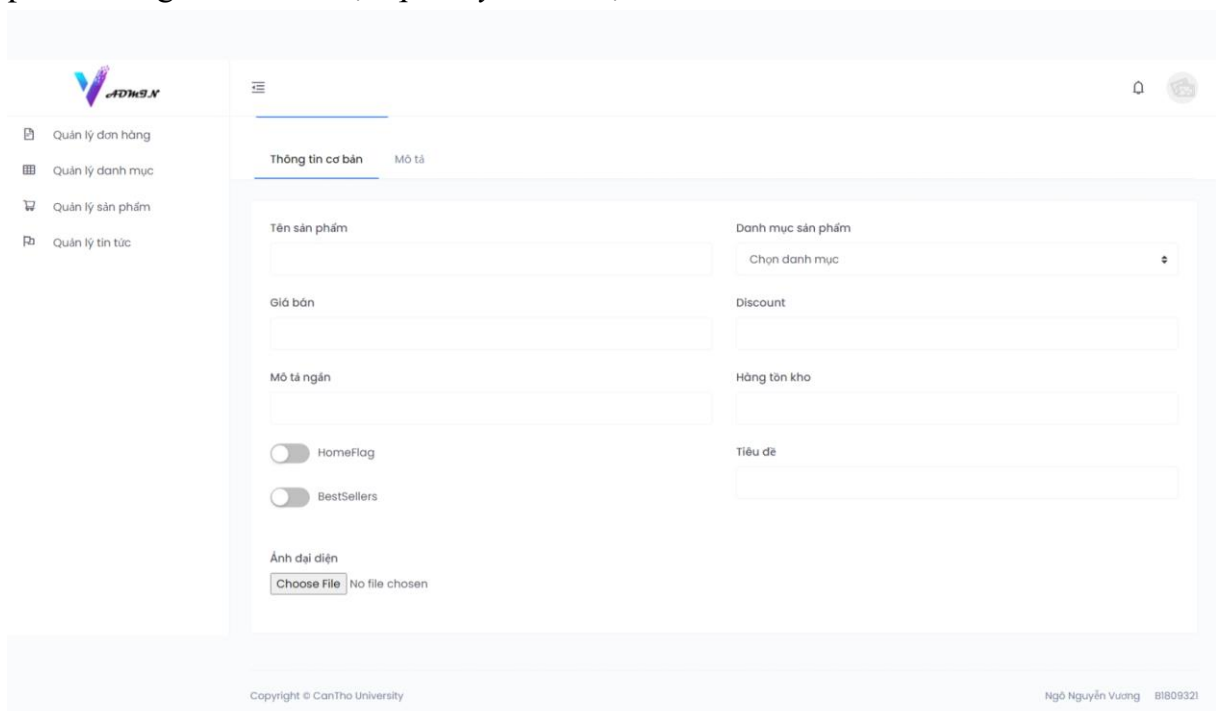 ADMIN
Quản lý đơn hàng
Quản lý danh mục
Quản lý sản phẩm
Quản lý tin tức
Thông tin cơ bản Mô tả
Tên sản phẩm Danh mục sản phẩm
Chọn danh mục
Giá bán Discount
Mô tả ngắn Hàng tồn kho
HomeFlag Tiêu đề
BestSellers
Ảnh đại diện
Choose File No file chosen
Copyright © CanTho University Ngô Nguyễn Vương B1809321